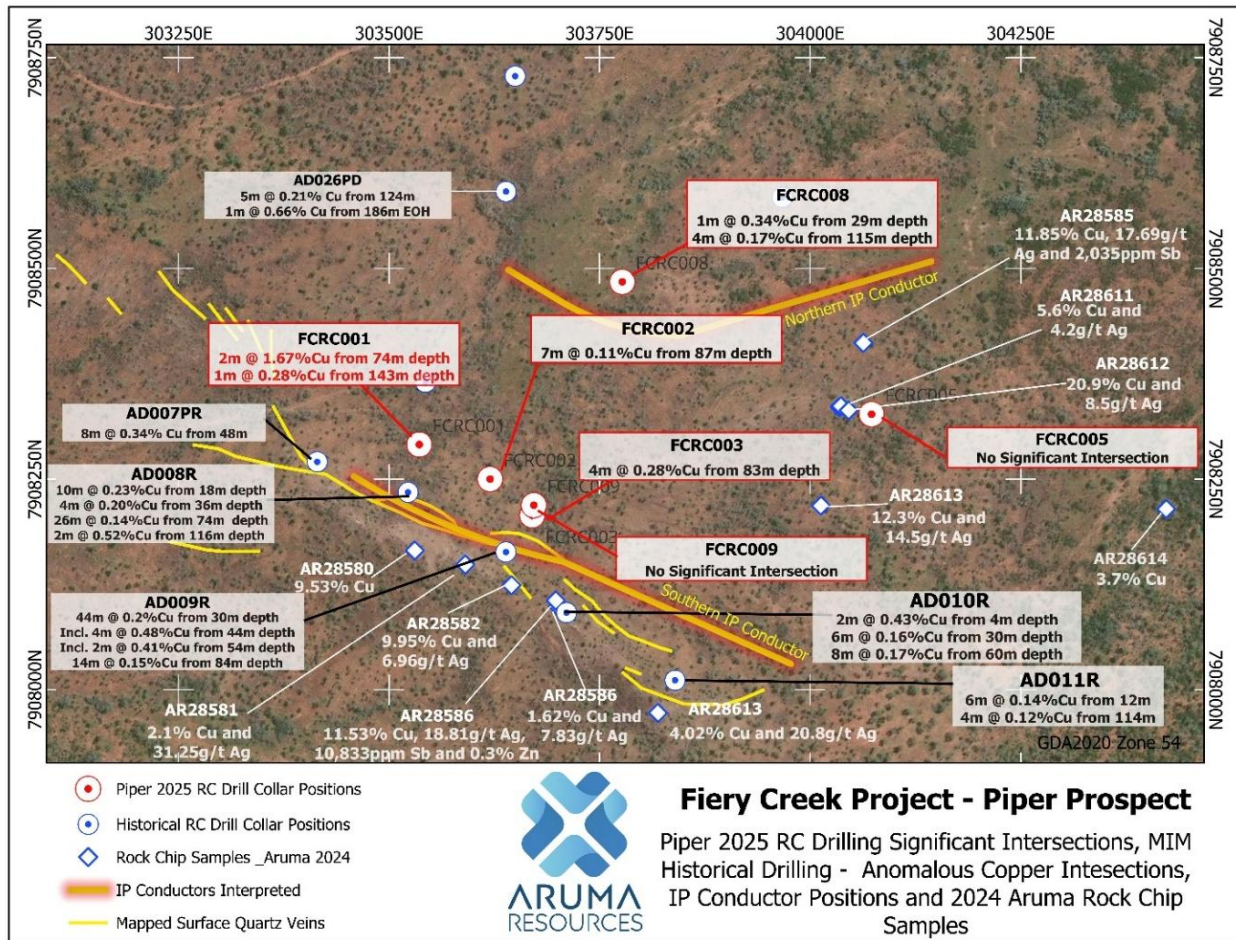 303250E
303500E
303750E
304000E
304250E
7908750N
7908750N
7908500N
7908500N
7908250N
7908250N
7908000N
7908000N
AD026PD
5m @ 0.21% Cu from 124m
1m @ 0.66% Cu from 186m EOH
FCRC008
1m @ 0.34%Cu from 29m depth
4m @ 0.17%Cu from 115m depth
FCRC008
AR28585
11.85% Cu, 17.69g/t
Ag and 2,035ppm Sb
Northern IP Conductor
AR28611
5.6% Cu and
4.2g/t Ag
FCRC001
2m @ 1.67%Cu from 74m depth
1m @ 0.28%Cu from 143m depth
FCRC002
7m @ 0.11%Cu from 87m depth
AR28612
20.9% Cu and
8.5g/t Ag
FCRC005
AD007PR
8m @ 0.34% Cu from 48m
FCRC001
FCRC003
4m @ 0.28%Cu from 83m depth
FCRC005
No Significant Intersection
AD008R
10m @ 0.23%Cu from 18m depth
4m @ 0.20%Cu from 36m depth
26m @ 0.14%Cu from 74m depth
2m @ 0.52%Cu from 116m depth
FCRC002
FCRC009
FCRC003
AR28613
12.3% Cu and
14.5g/t Ag
FCRC009
No Significant Intersection
AR28614
3.7% Cu
AR28580
9.53% Cu
AD009R
44m @ 0.2%Cu from 30m depth
Incl. 4m @ 0.48%Cu from 44m depth
Incl. 2m @ 0.41%Cu from 54m depth
14m @ 0.15%Cu from 84m depth
AR28582
9.95% Cu and
6.96g/t Ag
Southern IP Conductor
AD010R
2m @ 0.43%Cu from 4m depth
6m @ 0.16%Cu from 30m depth
8m @ 0.17%Cu from 60m depth
AR28581
2.1% Cu and
31.25g/t Ag
AR28586
11.53% Cu, 18.81g/t Ag,
10,833ppm Sb and 0.3% Zn
AR28586
1.62% Cu and
7.83g/t Ag
AR28613
4.02% Cu and 20.8g/t Ag
AD011R
6m @ 0.14%Cu from 12m
4m @ 0.12%Cu from 114m
GDA2020 Zone 54
Piper 2025 RC Drill Collar Positions
Historical RC Drill Collar Positions
Rock Chip Samples _Aruma 2024
IP Conductors Interpreted
Mapped Surface Quartz Veins
ARUMA
RESOURCES
Fiery Creek Project - Piper Prospect
Piper 2025 RC Drilling Significant Intersections, MIM
Historical Drilling - Anomalous Copper Intesections,
IP Conductor Positions and 2024 Aruma Rock Chip
Samples